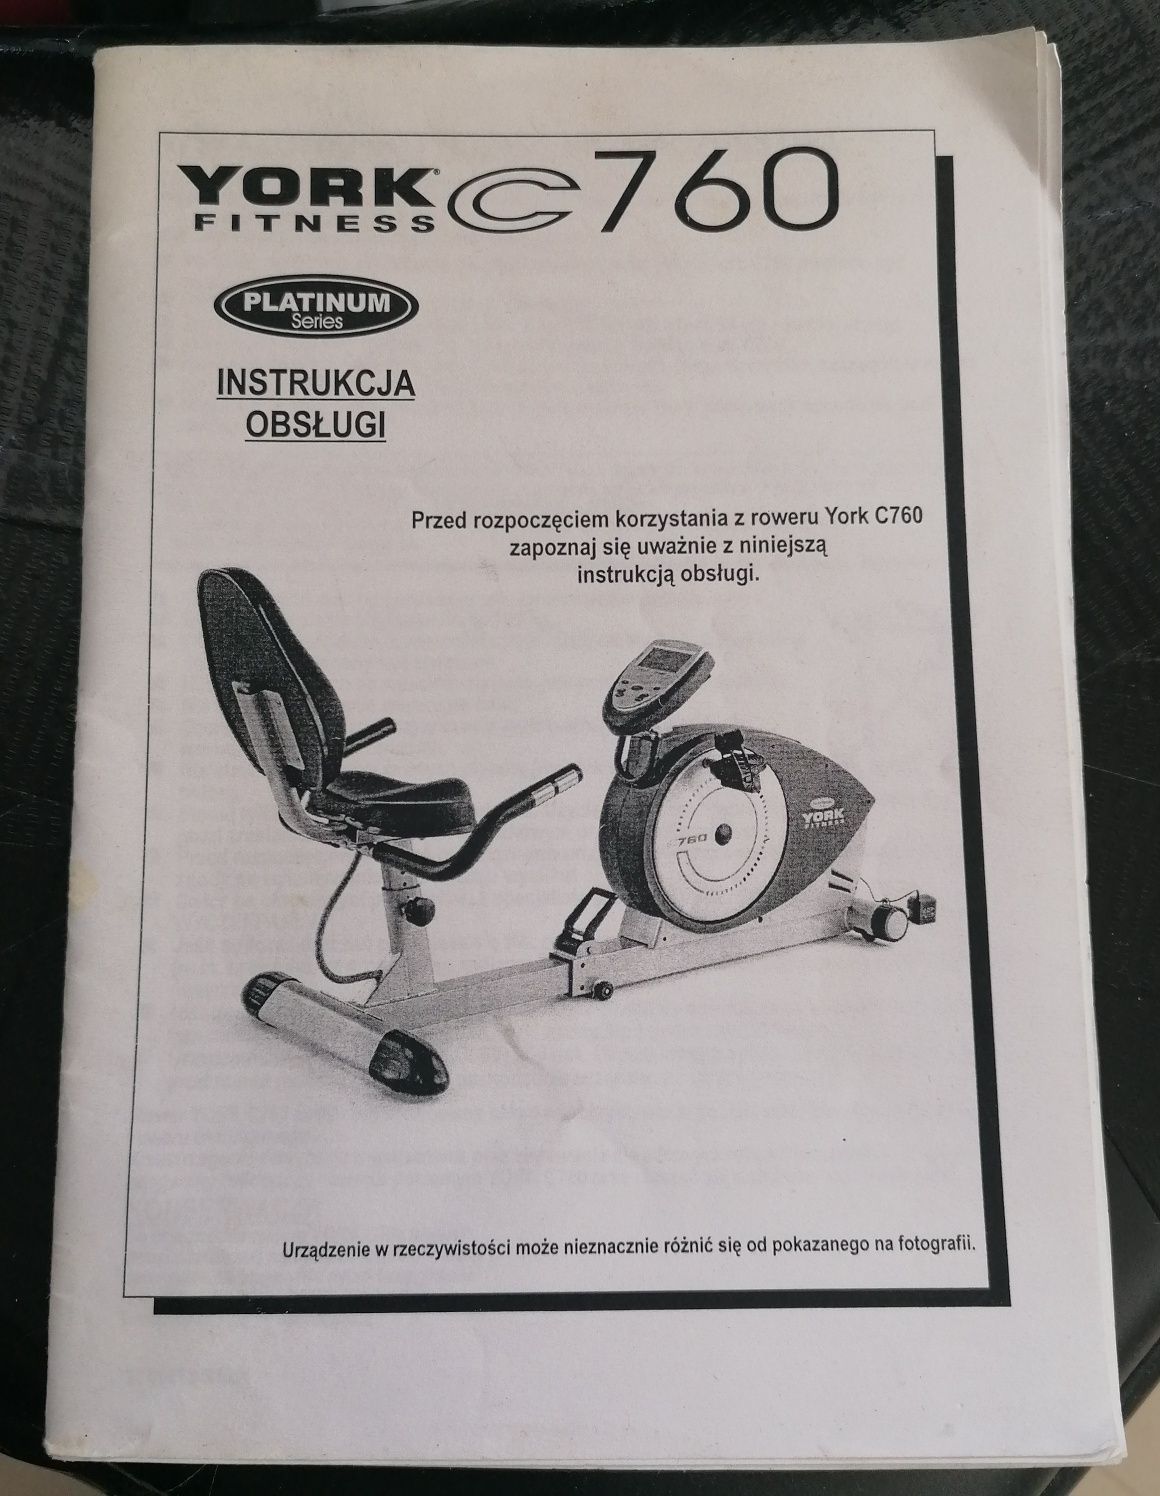 YORK® C760
FITNESS
PLATINUM
Series
INSTRUKCJA
OBSŁUGI
Przed rozpoczęciem korzystania z roweru York C760
zapoznaj się uważnie z niniejszą
instrukcją obsługi.
YORK
FITNESS
C760
Urządzenie w rzeczywistości może nieznacznie różnić się od pokazanego na fotografii.